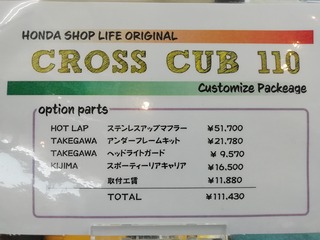 HONDA SHOP LIFE ORIGINAL
CROSS CUB 110
Customize Packeage
option parts
HOT LAP ステンレスアップマフラー ¥51,700
TAKEGAWA アンダーフレームキット ¥21,780
TAKEGAWA ヘッドライトガード ¥ 9,570
KIJIMA スポーティーリアキャリア ¥16,500
取付工賃 ¥11,880
TOTAL ¥111,430